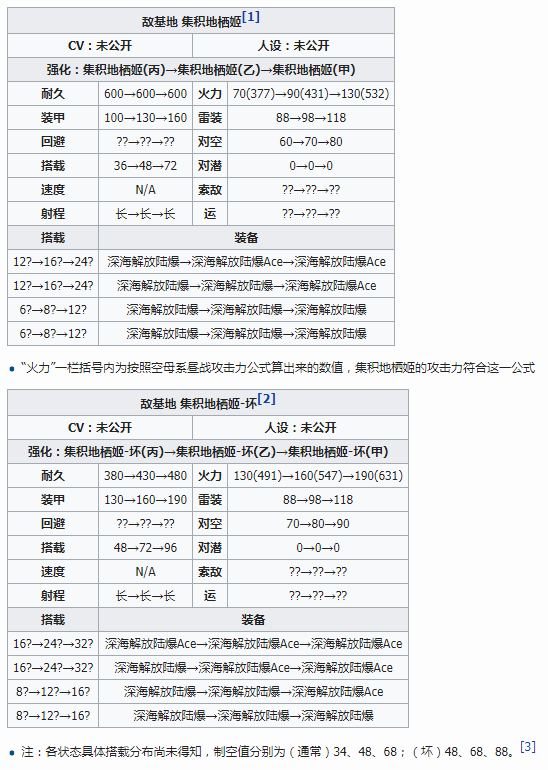 敌基地 集积地栖姬[1]
CV：未公开 人设：未公开
强化：集积地栖姬(丙)→集积地栖姬(乙)→集积地栖姬(甲)
耐久 600→600→600 火力 70(377)→90(431)→130(532)
装甲 100→130→160 雷装 88→98→118
回避 ??→??→?? 对空 60→70→80
搭载 36→48→72 对潜 0→0→0
速度 N/A 索敌 ??→??→??
射程 长→长→长 运 ??→??→??
搭载 装备
12?→16?→24? 深海解放陆爆→深海解放陆爆Ace→深海解放陆爆Ace
12?→16?→24? 深海解放陆爆→深海解放陆爆→深海解放陆爆Ace
6?→8?→12? 深海解放陆爆→深海解放陆爆→深海解放陆爆
6?→8?→12? 深海解放陆爆→深海解放陆爆→深海解放陆爆
• “火力”一栏括号内为按照空母系昼战攻击力公式算出来的数值，集积地栖姬的攻击力符合这一公式
敌基地 集积地栖姬-坏[2]
CV：未公开 人设：未公开
强化：集积地栖姬-坏(丙)→集积地栖姬-坏(乙)→集积地栖姬-坏(甲)
耐久 380→430→480 火力 130(491)→160(547)→190(631)
装甲 130→160→190 雷装 88→98→118
回避 ??→??→?? 对空 70→80→90
搭载 48→72→96 对潜 0→0→0
速度 N/A 索敌 ??→??→??
射程 长→长→长 运 ??→??→??
搭载 装备
16?→24?→32? 深海解放陆爆Ace→深海解放陆爆Ace→深海解放陆爆Ace
16?→24?→32? 深海解放陆爆→深海解放陆爆Ace→深海解放陆爆Ace
8?→12?→16? 深海解放陆爆→深海解放陆爆→深海解放陆爆Ace
8?→12?→16? 深海解放陆爆→深海解放陆爆→深海解放陆爆
• 注：各状态具体搭载分布尚未得知，制空值分别为（通常）34、48、68；（坏）48、68、88。[3]